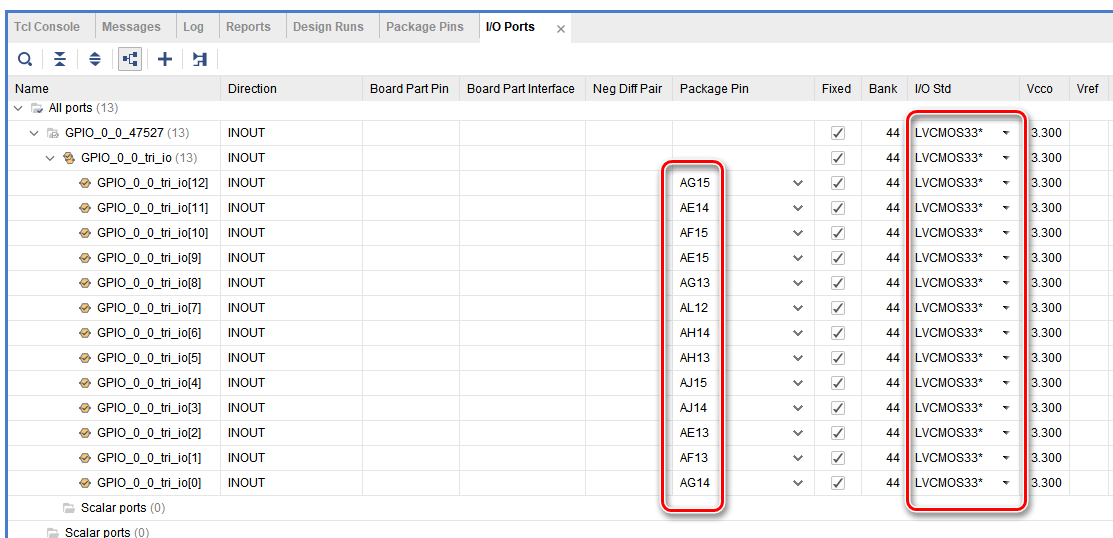 Tcl Console Messages Log Reports Design Runs Package Pins I/O Ports ×
Name Direction Board Part Pin Board Part Interface Neg Diff Pair Package Pin Fixed Bank I/O Std Vcco Vref
All ports (13)
GPIO_0_0_47527 (13) INOUT 44 LVCMOS33* 3.300
GPIO_0_0_tri_io (13) INOUT 44 LVCMOS33* 3.300
GPIO_0_0_tri_io[12] INOUT AG15 44 LVCMOS33* 3.300
GPIO_0_0_tri_io[11] INOUT AE14 44 LVCMOS33* 3.300
GPIO_0_0_tri_io[10] INOUT AF15 44 LVCMOS33* 3.300
GPIO_0_0_tri_io[9] INOUT AE15 44 LVCMOS33* 3.300
GPIO_0_0_tri_io[8] INOUT AG13 44 LVCMOS33* 3.300
GPIO_0_0_tri_io[7] INOUT AL12 44 LVCMOS33* 3.300
GPIO_0_0_tri_io[6] INOUT AH14 44 LVCMOS33* 3.300
GPIO_0_0_tri_io[5] INOUT AH13 44 LVCMOS33* 3.300
GPIO_0_0_tri_io[4] INOUT AJ15 44 LVCMOS33* 3.300
GPIO_0_0_tri_io[3] INOUT AJ14 44 LVCMOS33* 3.300
GPIO_0_0_tri_io[2] INOUT AE13 44 LVCMOS33* 3.300
GPIO_0_0_tri_io[1] INOUT AF13 44 LVCMOS33* 3.300
GPIO_0_0_tri_io[0] INOUT AG14 44 LVCMOS33* 3.300
Scalar ports (0)
Scalar ports (0)